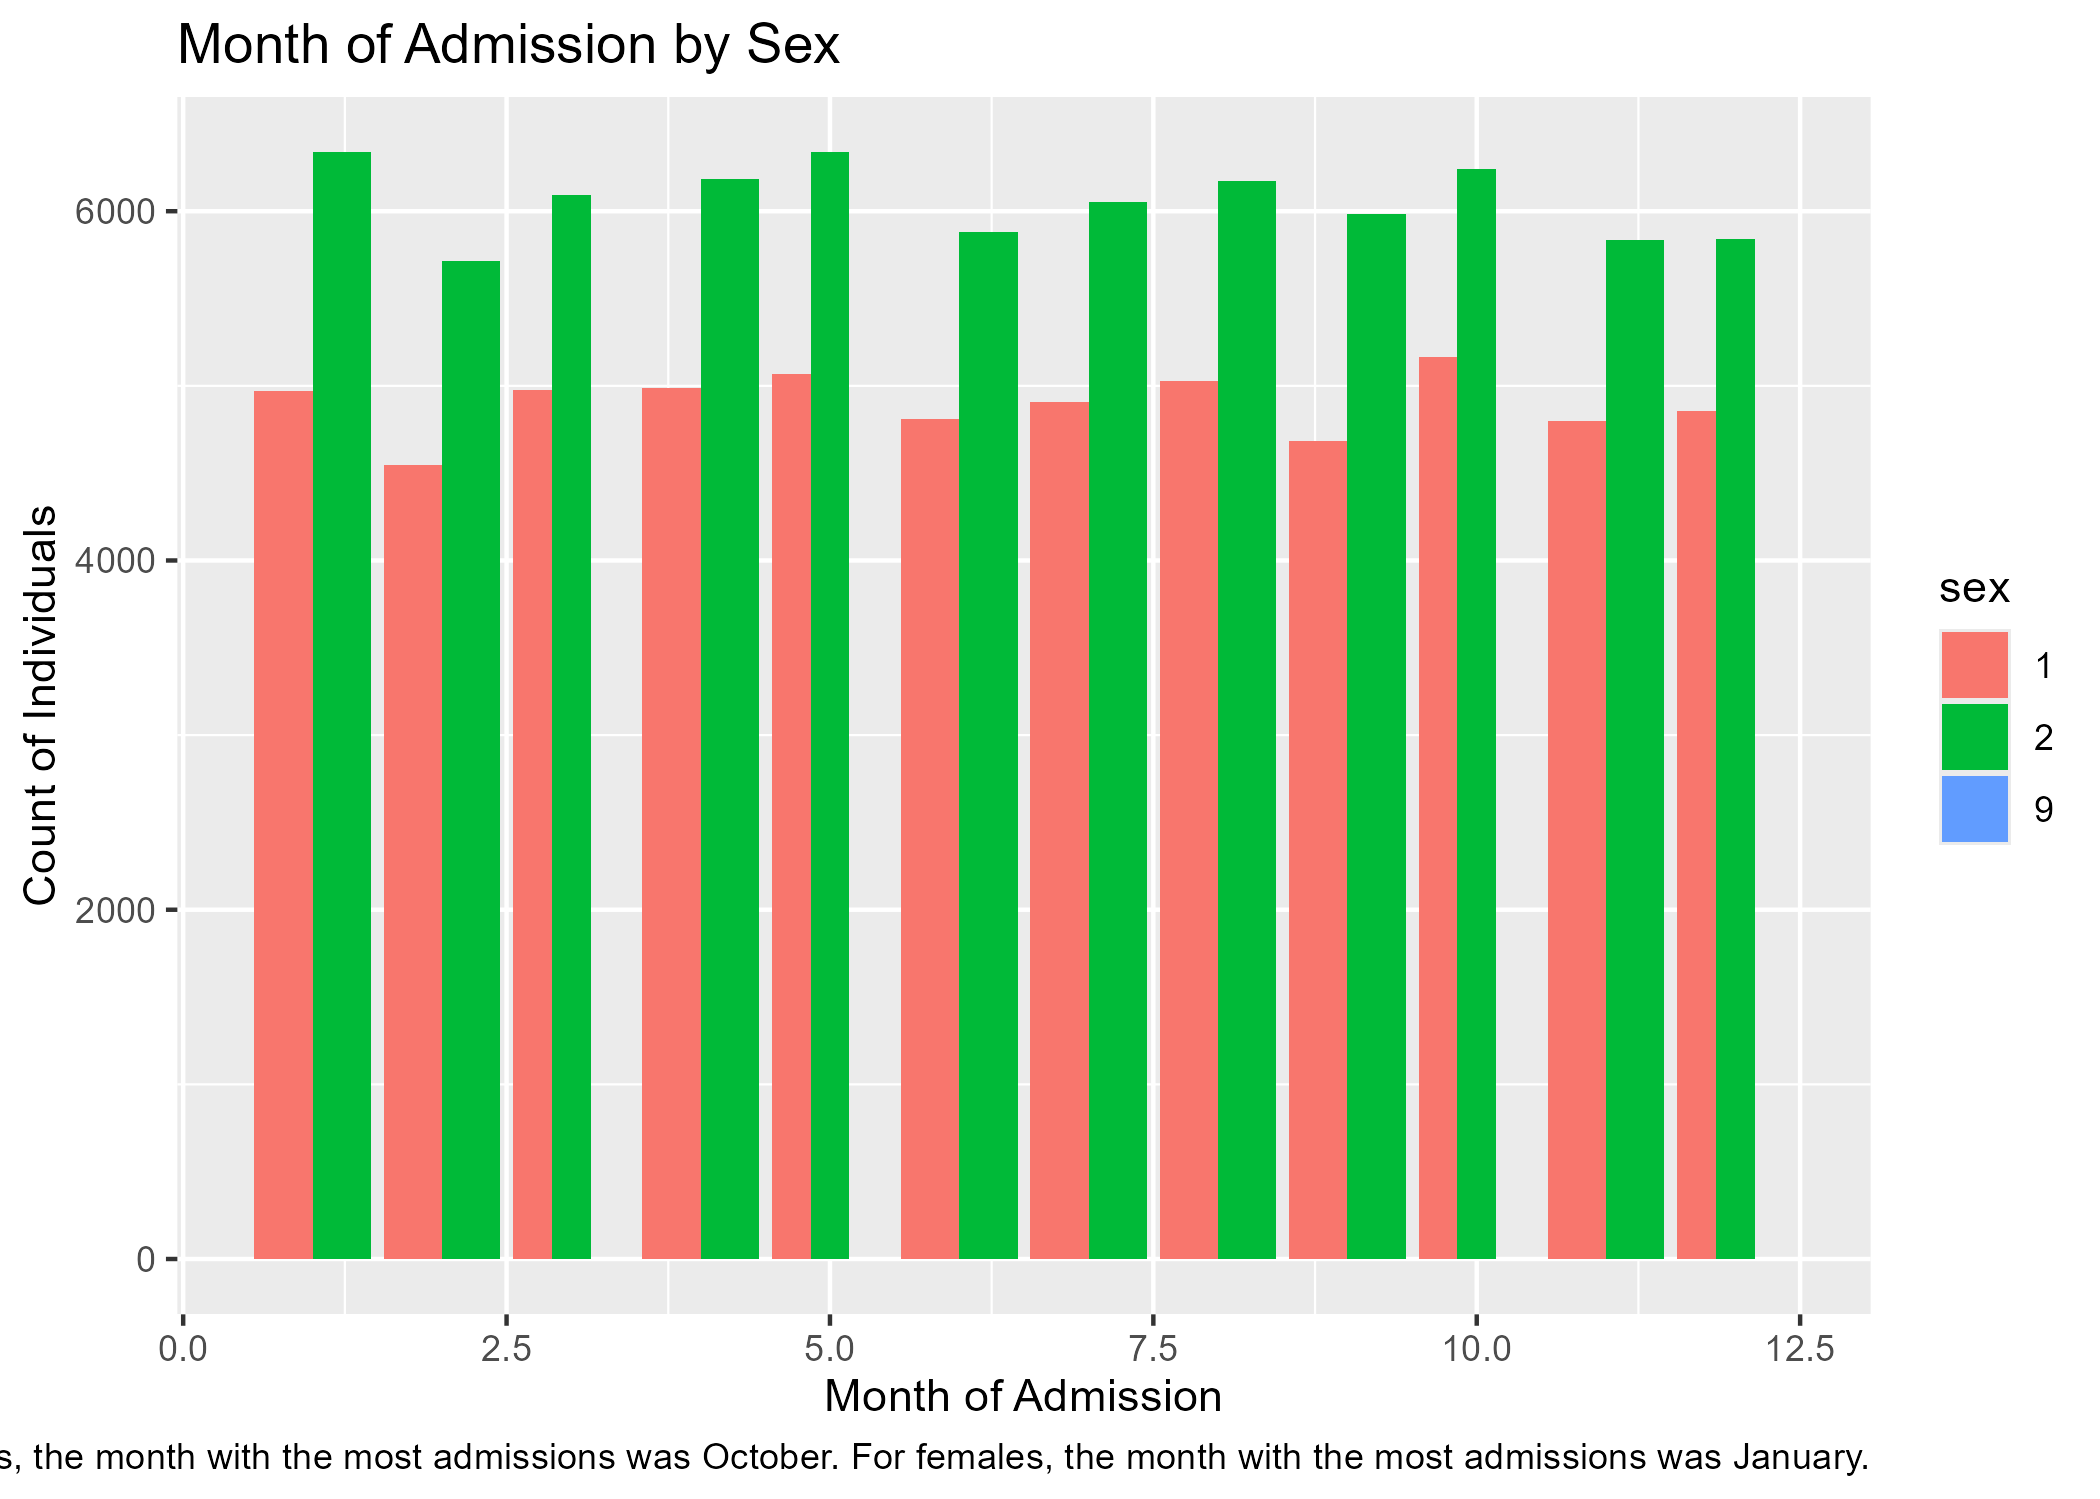 Month of Admission by Sex
Count of Individuals
6000
4000
2000
0
0.0 2.5 5.0 7.5 10.0 12.5
Month of Admission
sex
1
2
9
s, the month with the most admissions was October. For females, the month with the most admissions was January.